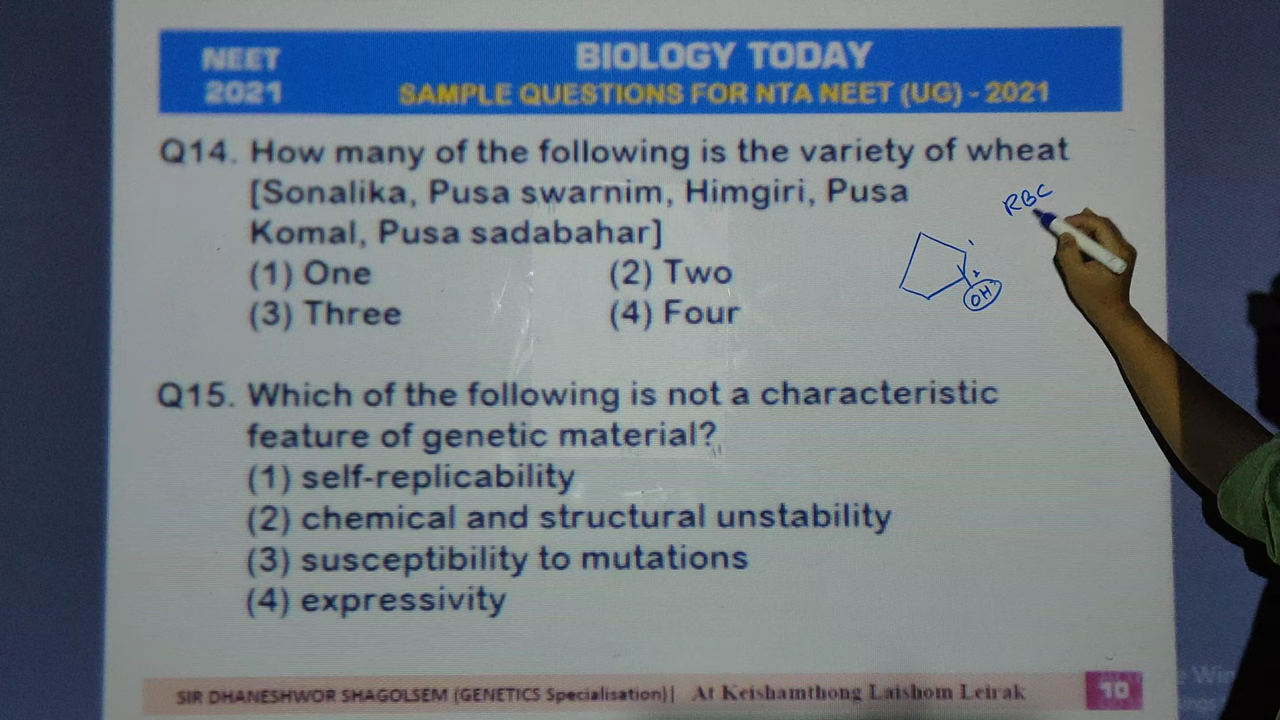 NEET
2021
BIOLOGY TODAY
SAMPLE QUESTIONS FOR NTA NEET (UG) - 2021
Q14. How many of the following is the variety of wheat
[Sonalika, Pusa swarnim, Himgiri, Pusa
Komal, Pusa sadabahar]
(1) One
(2) Two
(3) Three
(4) Four
RBC
1
2
OH
Q15. Which of the following is not a characteristic
feature of genetic material?
(1) self-replicability
(2) chemical and structural unstability
(3) susceptibility to mutations
(4) expressivity
SIR DHANESHWOR SHAGOLSEM (GENETICS Specialisation)| At Keishamthong Laishom Leirak
10